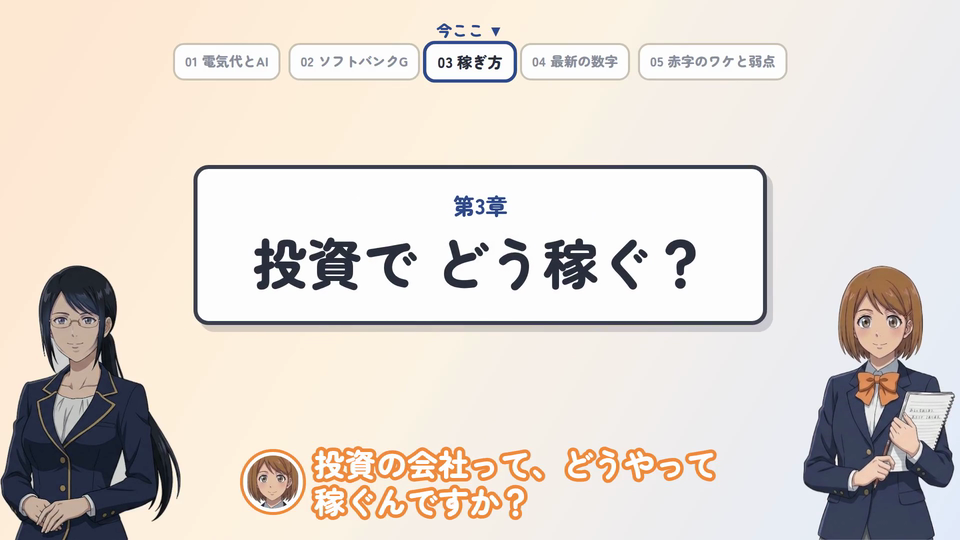 今ここ ▼
01 電気代とAI
02 ソフトバンクG
03 稼ぎ方
04 最新の数字
05 赤字のワケと弱点
第3章
投資で どう稼ぐ？
投資の会社って、どうやって
稼ぐんですか？